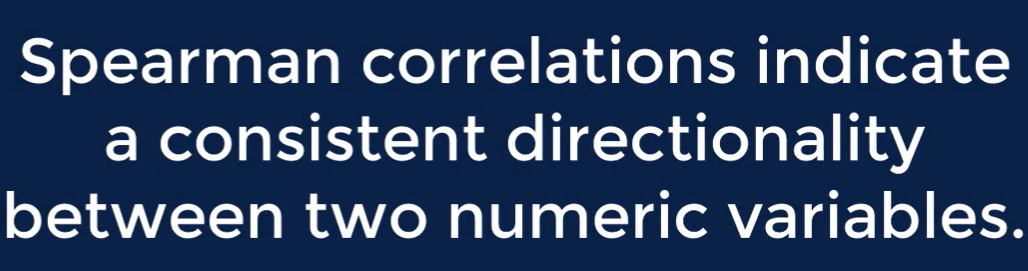 Spearman correlations indicate
a consistent directionality
between two numeric variables.